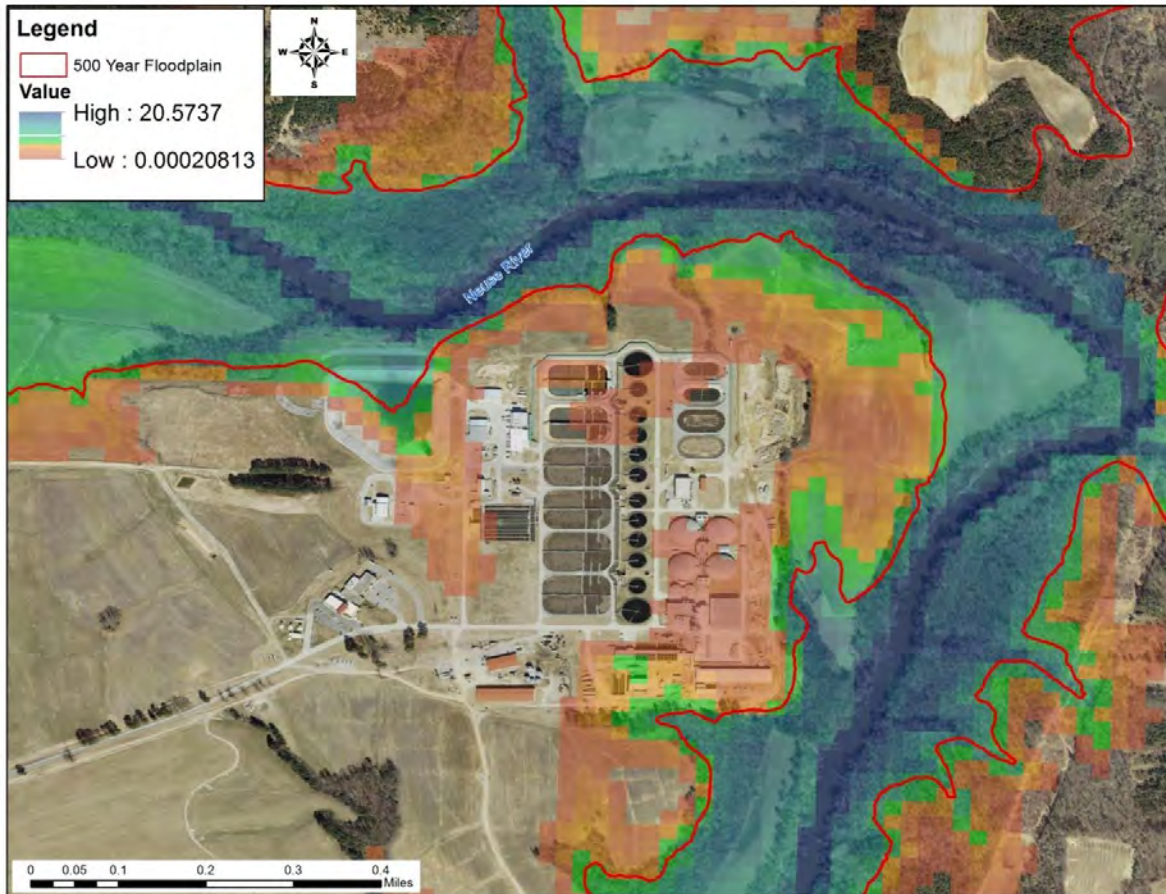 Legend
500 Year Floodplain
Value
High : 20.5737
Low : 0.00020813
N
W E
S
Neuse River
0 0.05 0.1 0.2 0.3 0.4
Miles